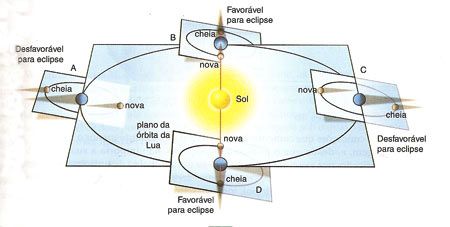 Favorável
para eclipse
B
cheia
nova
Desfavorável
para eclipse
A
cheia
nova
Sol
C
nova
cheia
Desfavorável
para eclipse
plano da
órbita da
Lua
nova
cheia
D
Favorável
para eclipse